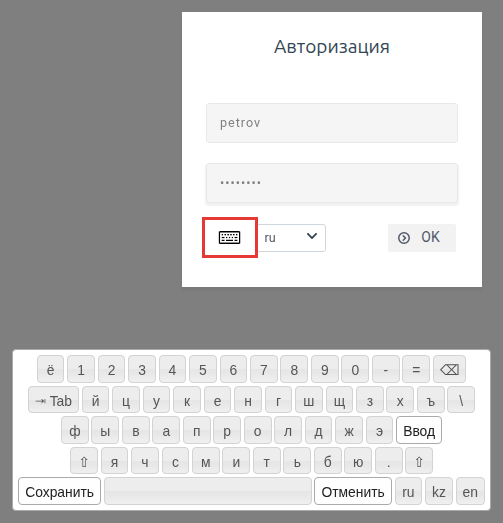 Авторизация
petrov
••••••••
ru OK
ё 1 2 3 4 5 6 7 8 9 0 - = ⌫
⇥ Tab й ц у к е н г ш щ з х ъ \
ф ы в а п р о л д ж э Ввод
⇧ я ч с м и т ь б ю . ⇧
Сохранить Отменить ru kz en